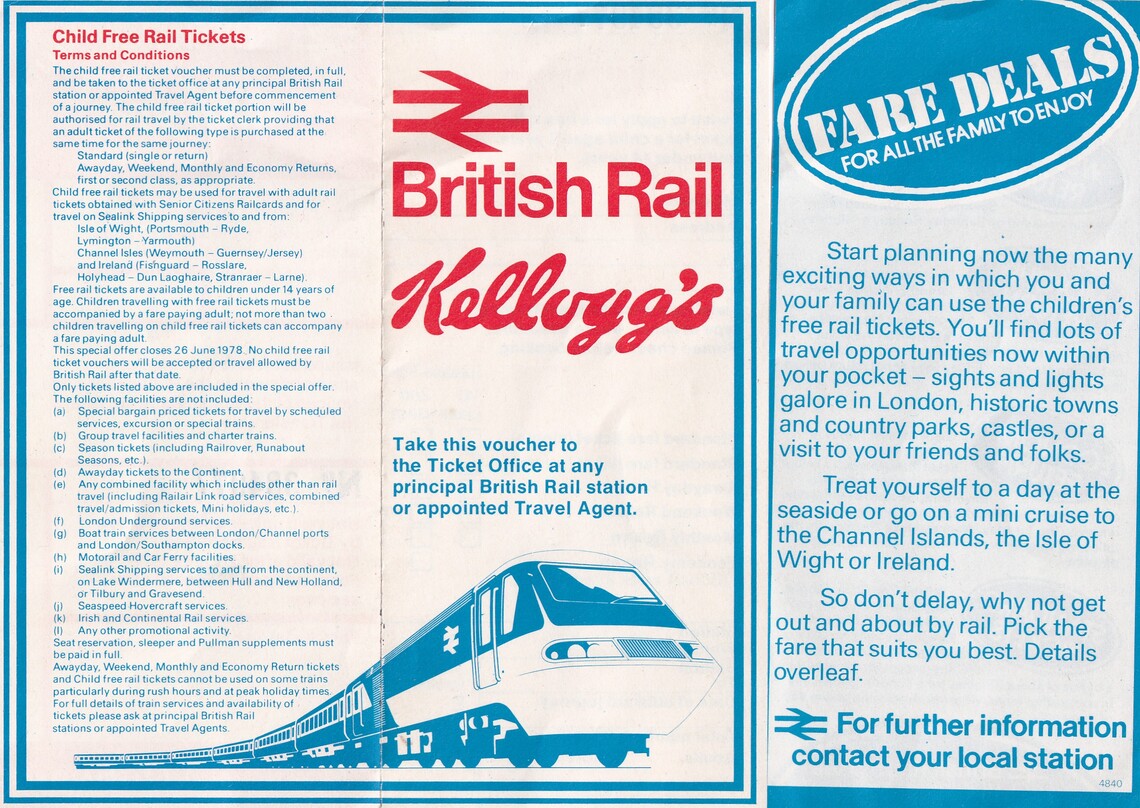 Child Free Rail Tickets
Terms and Conditions
The child free rail ticket voucher must be completed, in full,
and be taken to the ticket office at any principal British Rail
station or appointed Travel Agent before commencement
of a journey. The child free rail ticket portion will be
authorised for rail travel by the ticket clerk providing that
an adult ticket of the following type is purchased at the
same time for the same journey:
Standard (single or return)
Awayday, Weekend, Monthly and Economy Returns,
first or second class, as appropriate.
Child free rail tickets may be used for travel with adult rail
tickets obtained with Senior Citizens Railcards and for
travel on Sealink Shipping services to and from:
Isle of Wight, (Portsmouth – Ryde,
Lymington – Yarmouth)
Channel Isles (Weymouth – Guernsey/Jersey)
and Ireland (Fishguard – Rosslare,
Holyhead – Dun Laoghaire, Stranraer – Larne).
Free rail tickets are available to children under 14 years of
age. Children travelling with free rail tickets must be
accompanied by a fare paying adult; not more than two
children travelling on child free rail tickets can accompany
a fare paying adult.
This special offer closes 26 June 1978. No child free rail
ticket vouchers will be accepted or travel allowed by
British Rail after that date.
Only tickets listed above are included in the special offer.
The following facilities are not included:
(a) Special bargain priced tickets for travel by scheduled
services, excursion or special trains.
(b) Group travel facilities and charter trains.
(c) Season tickets (including Railrover, Runabout
Seasons, etc.).
(d) Awayday tickets to the Continent.
(e) Any combined facility which includes other than rail
travel (including Railair Link road services, combined
travel/admission tickets, Mini holidays, etc.).
(f) London Underground services.
(g) Boat train services between London/Channel ports
and London/Southampton docks.
(h) Motorail and Car Ferry facilities.
(i) Sealink Shipping services to and from the continent,
on Lake Windermere, between Hull and New Holland,
or Tilbury and Gravesend.
(j) Seaspeed Hovercraft services.
(k) Irish and Continental Rail services.
(l) Any other promotional activity.
Seat reservation, sleeper and Pullman supplements must
be paid in full.
Awayday, Weekend, Monthly and Economy Return tickets
and Child free rail tickets cannot be used on some trains
particularly during rush hours and at peak holiday times.
For full details of train services and availability of
tickets please ask at principal British Rail
stations or appointed Travel Agents.
British Rail
Kellogg's
Take this voucher to
the Ticket Office at any
principal British Rail station
or appointed Travel Agent.
FARE DEALS
FOR ALL THE FAMILY TO ENJOY
Start planning now the many
exciting ways in which you and
your family can use the children's
free rail tickets. You'll find lots of
travel opportunities now within
your pocket – sights and lights
galore in London, historic towns
and country parks, castles, or a
visit to your friends and folks.
Treat yourself to a day at the
seaside or go on a mini cruise to
the Channel Islands, the Isle of
Wight or Ireland.
So don't delay, why not get
out and about by rail. Pick the
fare that suits you best. Details
overleaf.
For further information
contact your local station
4840